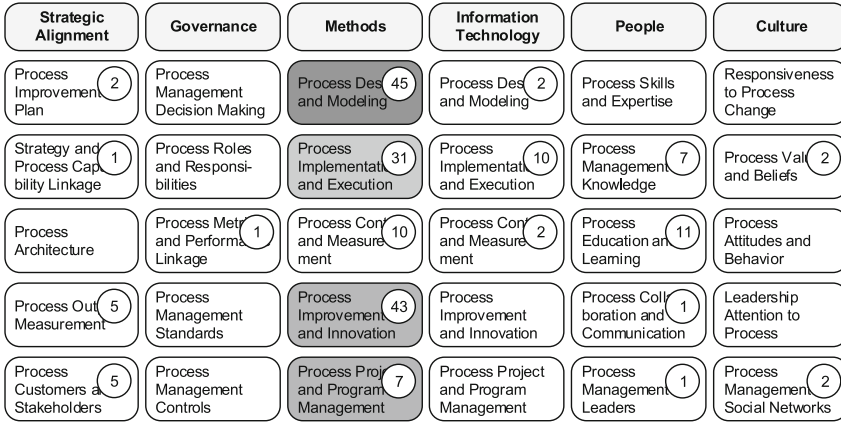 Strategic
Alignment
Governance
Methods
Information
Technology
People
Culture
Process
Improvement
Plan
2
Process
Management
Decision Making
Process Des
and Modeling
45
Process Des
and Modeling
2
Process Skills
and Expertise
Responsiveness
to Process
Change
Strategy and
Process Cap
bility Linkage
1
Process Roles
and Responsi-
bilities
Process
Implementati
and Execution
31
Process
Implementati
and Execution
10
Process
Management
Knowledge
7
Process Val
and Beliefs
2
Process
Architecture
Process Metri
and Performa
Linkage
1
Process Cont
and Measure
ment
10
Process Cont
and Measure
ment
2
Process
Education an
Learning
11
Process
Attitudes and
Behavior
Process Out
Measurement
5
Process
Management
Standards
Process
Improvement
and Innovation
43
Process
Improvement
and Innovation
Process Coll
boration and
Communication
1
Leadership
Attention to
Process
Process
Customers a
Stakeholders
5
Process
Management
Controls
Process Proj
and Program
Management
7
Process Project
and Program
Management
Process
Management
Leaders
1
Process
Management
Social Networks
2